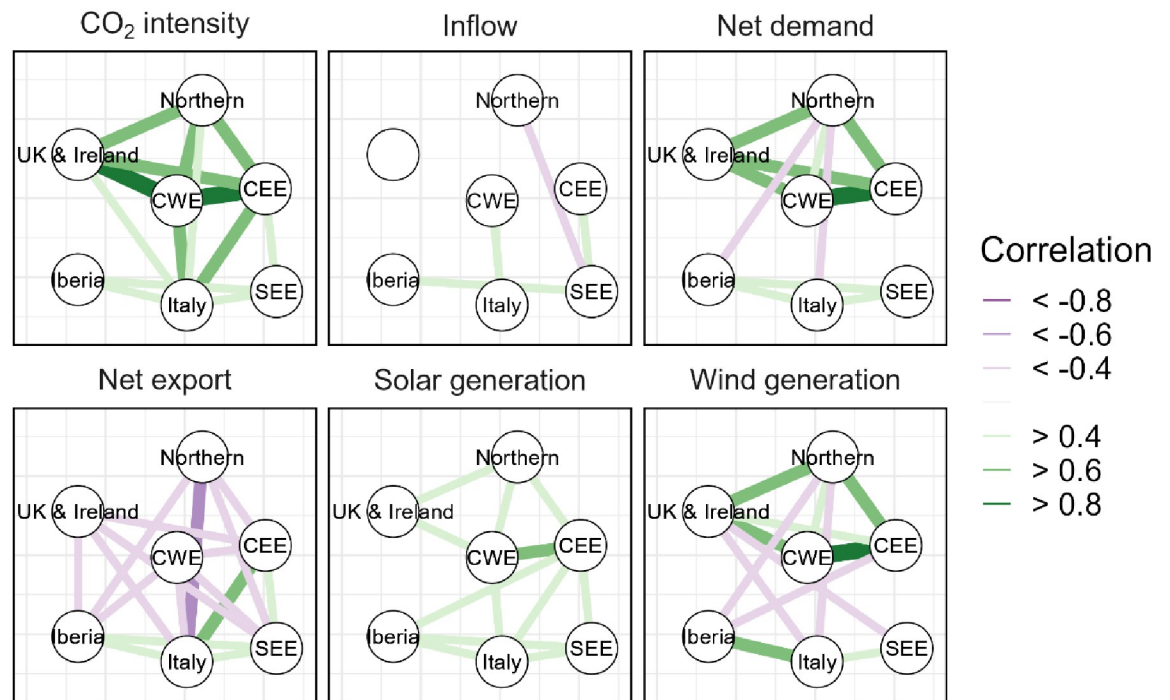 CO₂ intensity
Inflow
Net demand
Northern
UK & Ireland
CWE
CEE
Iberia
Italy
SEE
Northern
CWE
CEE
Iberia
Italy
SEE
Northern
UK & Ireland
CWE
CEE
Iberia
Italy
SEE
Net export
Solar generation
Wind generation
Northern
UK & Ireland
CWE
CEE
Iberia
Italy
SEE
Northern
UK & Ireland
CWE
CEE
Iberia
Italy
SEE
Northern
UK & Ireland
CWE
CEE
Iberia
Italy
SEE
Correlation
< -0.8
< -0.6
< -0.4
> 0.4
> 0.6
> 0.8